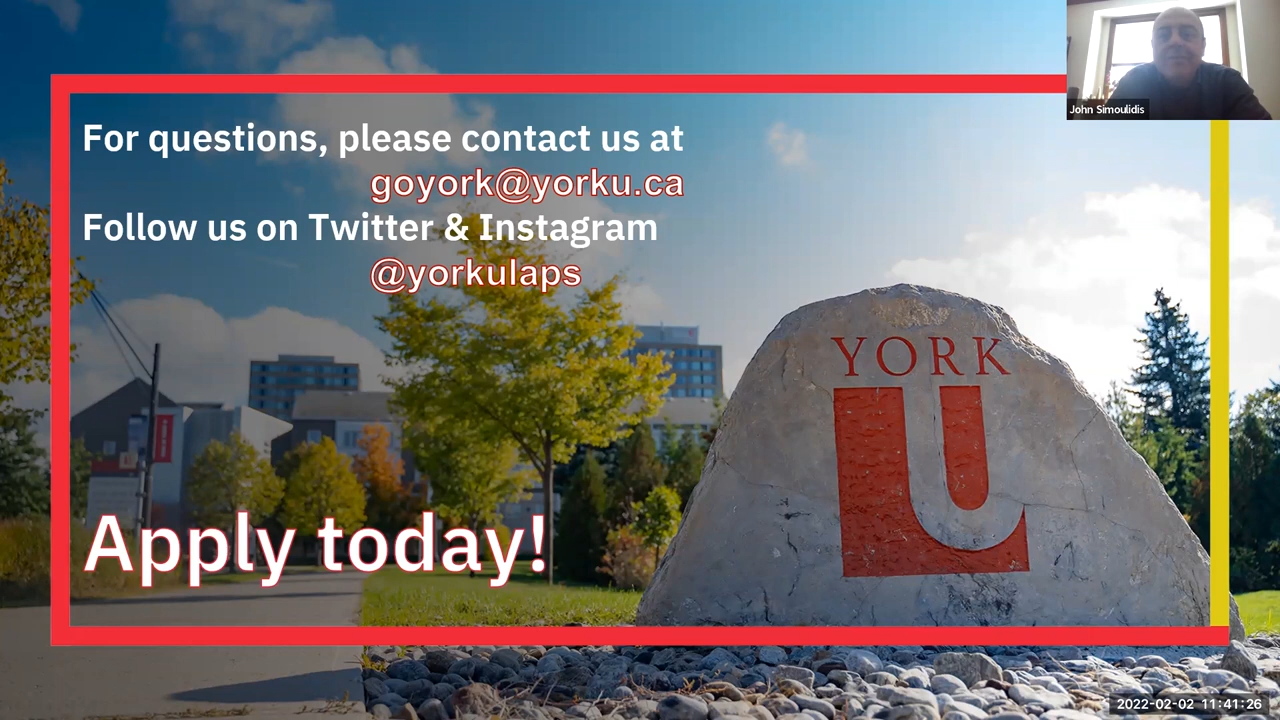 John Simoulidis
For questions, please contact us at
goyork@yorku.ca
Follow us on Twitter & Instagram
@yorkulaps
YORK
U
Apply today!
2022-02-02 11:41:26